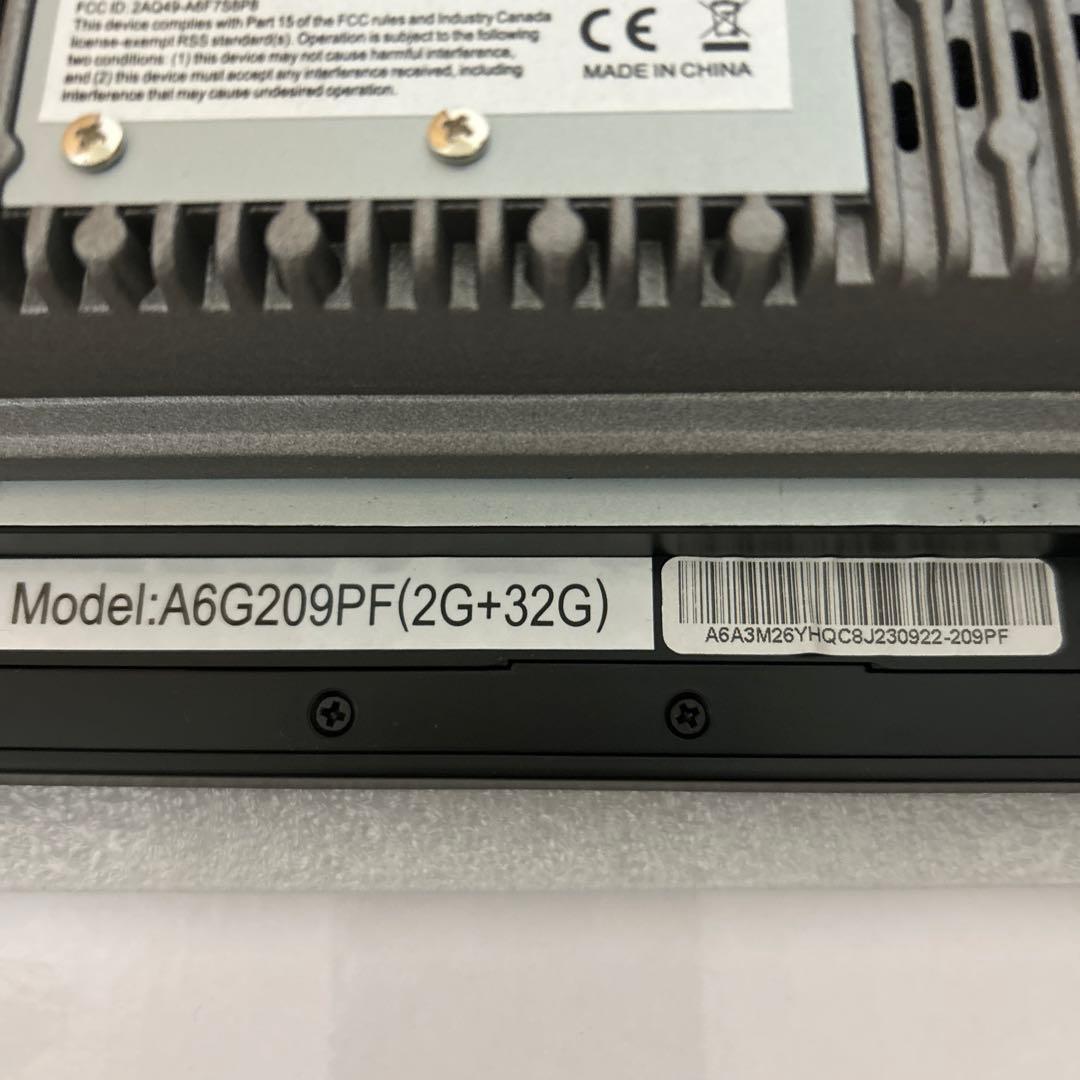 FCC ID: 2AQ49-A6F7S8P8
This device complies with Part 15 of the FCC rules and Industry Canada
license-exempt RSS standard(s). Operation is subject to the following
two conditions: (1) this device may not cause harmful interference,
and (2) this device must accept any interference received, including
interference that may cause undesired operation.
CE
MADE IN CHINA
Model:A6G209PF(2G+32G)
A6A3M26YHQC8J230922-209PF